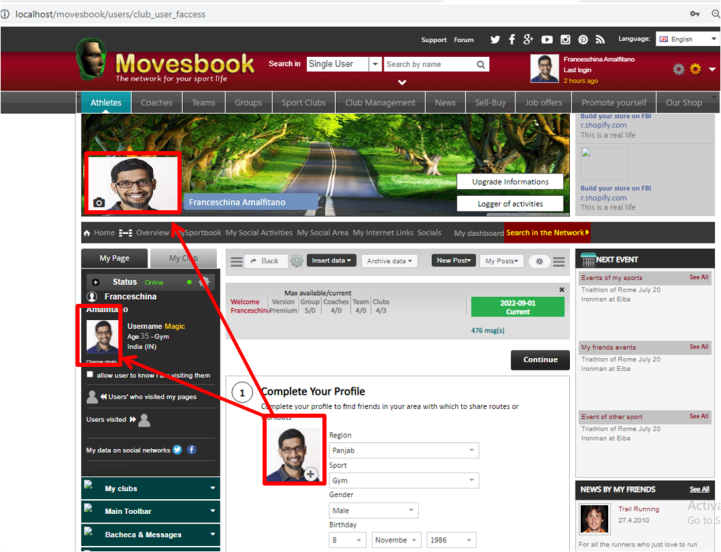 localhost/movesbook/users/club_user_faccess
Support Forum Language: English
Movesbook
The network for your sport life
Search in Single User Search by name
Franceschina Amalfitano
Last login
2 hours ago
Athletes Coaches Teams Groups Sport Clubs Club Management News Sell-Buy Job offers Promote yourself Our Shop
Build your store on FB!
r.shopify.com
This is a real life
Build your store on FB!
r.shopify.com
This is a real life
Franceschina Amalfitano
Upgrade Informations
Logger of activities
Home Overview Sportbook My Social Activities My Social Area My Internet Links Socials My dashboard Search in the Network
My Page My Club
Back Insert data Archive data New Post My Posts
NEXT EVENT
Status Online
Franceschina
Amalfitano
Username Magic
Age 35 - Gym
India (IN)
Change photo
allow user to know I am visiting them
Users' who visited my pages
Users visited
My data on social networks
My clubs
Main Toolbar
Bacheca & Messages
Max available/current
Welcome Version Group Coaches Team Clubs
Franceschin Premium: 5/0 4/0 4/0 4/3
2022-09-01
Current
476 msg(s)
Continue
1 Complete Your Profile
Complete your profile to find friends in your area with which to share routes or
Region
Panjab
Sport
Gym
Gender
Male
Birthday
8 Novembe 1986
Events of my sports See All
Triathlon of Rome July 20
Ironman at Elba
My friends events See All
Triathlon of Rome July 20
Ironman at Elba
Event of other sport See All
Triathlon of Rome July 20
Ironman at Elba
NEWS BY MY FRIENDS See All
Trail Running
27.4.2010
For all the runners who just love to run
Activa
Go to S